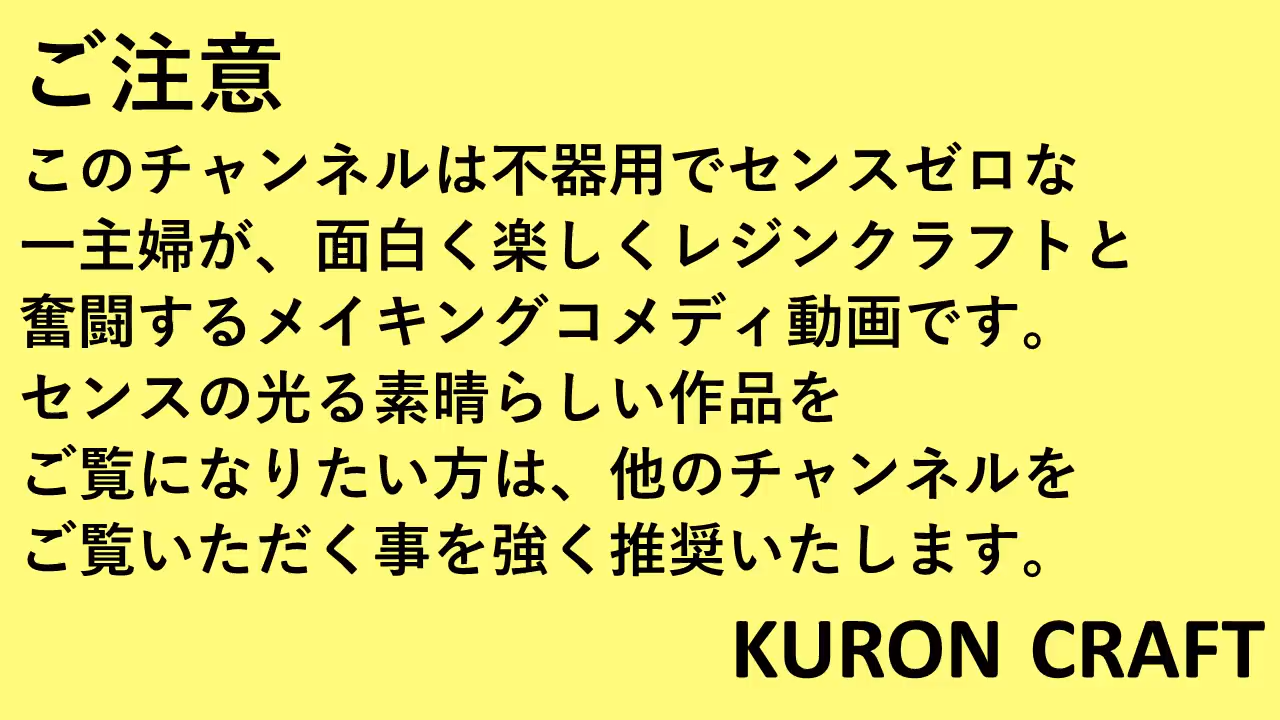 ご注意
このチャンネルは不器用でセンスゼロな
一主婦が、面白く楽しくレジンクラフトと
奮闘するメイキングコメディ動画です。
センスの光る素晴らしい作品を
ご覧になりたい方は、他のチャンネルを
ご覧いただく事を強く推奨いたします。
KURON CRAFT